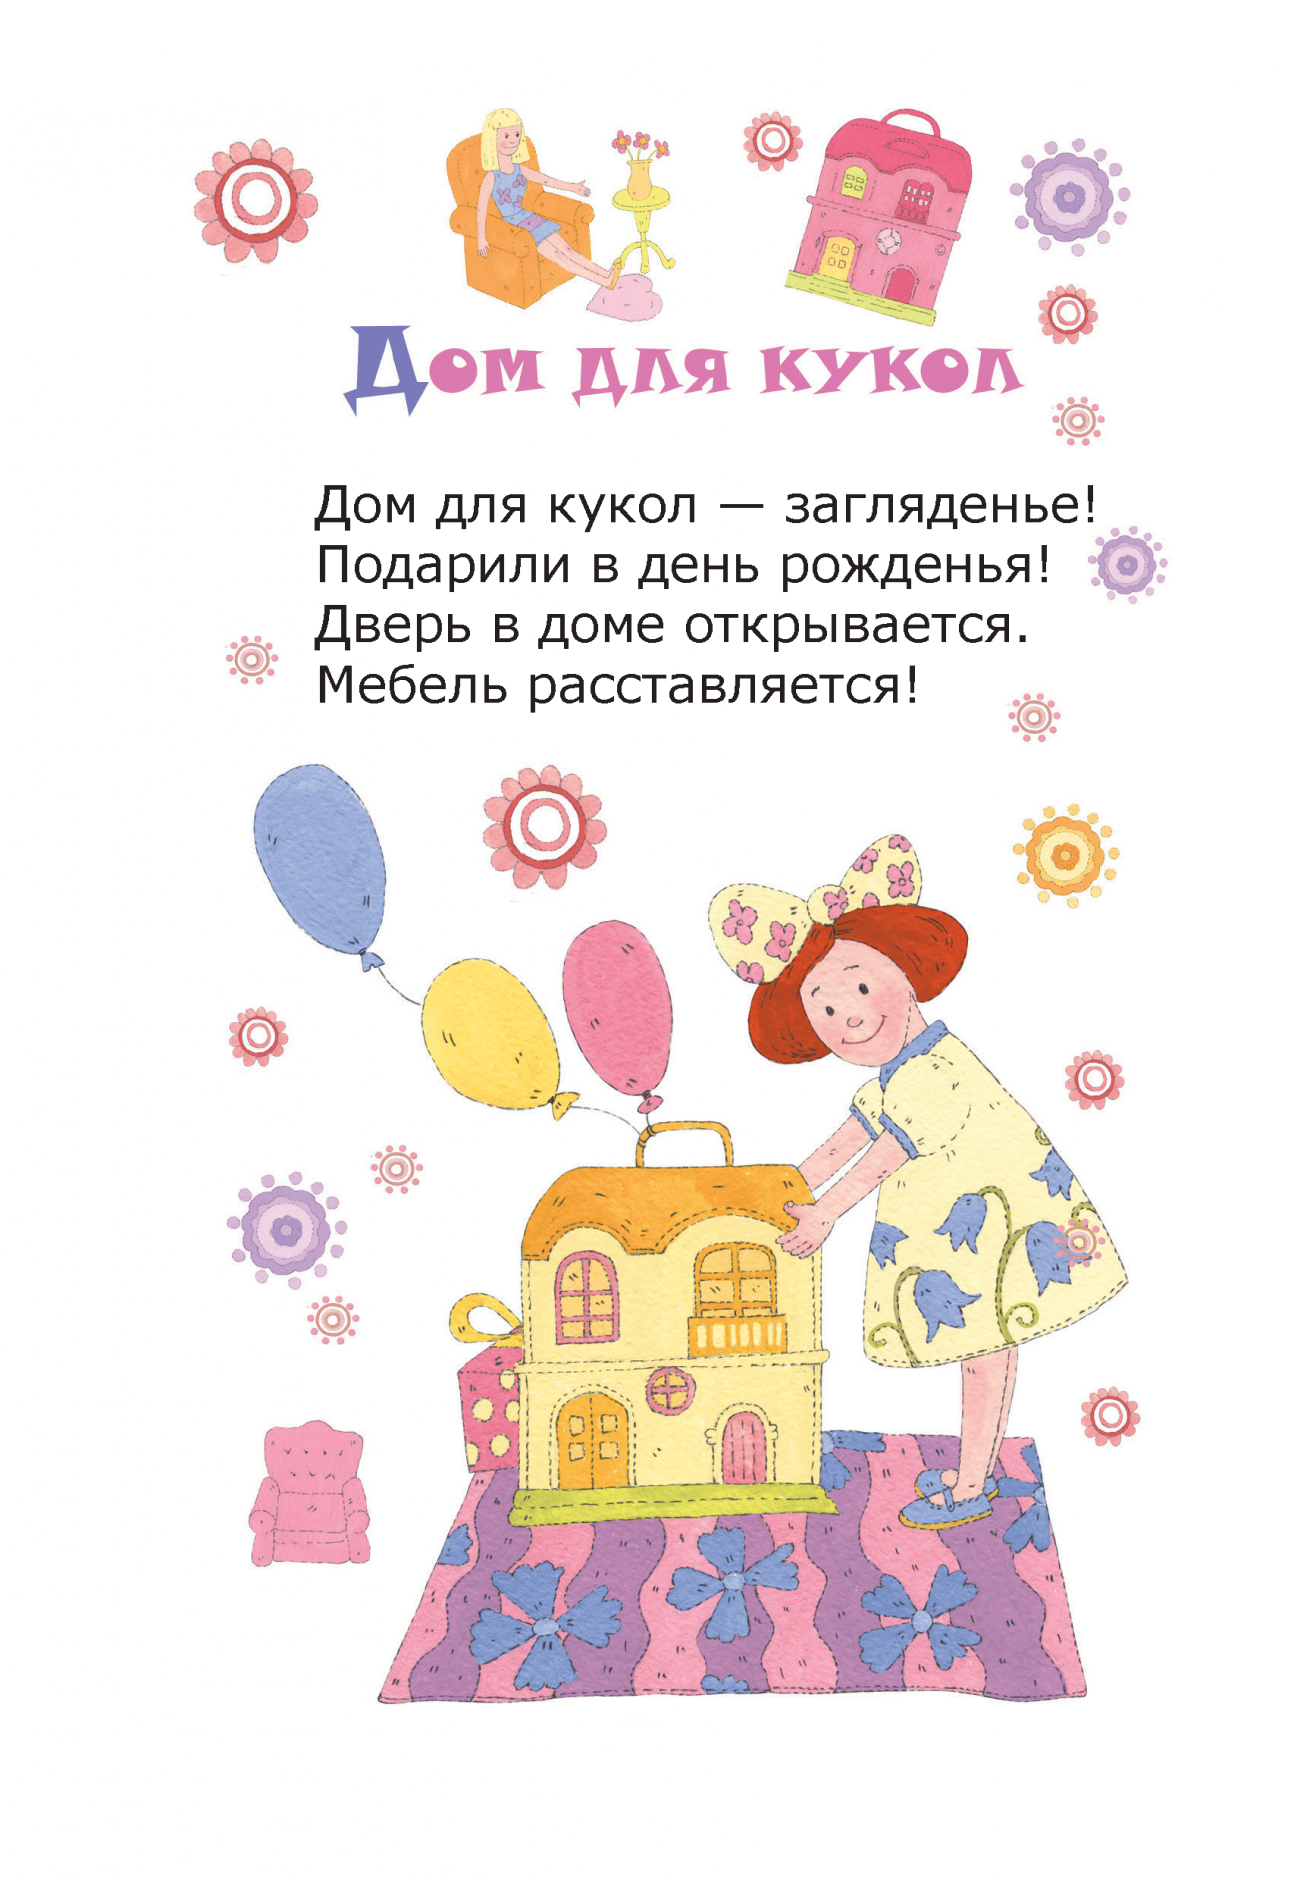 Дом для кукол
Дом для кукол — загляденье!
Подарили в день рожденья!
Дверь в доме открывается.
Мебель расставляется!